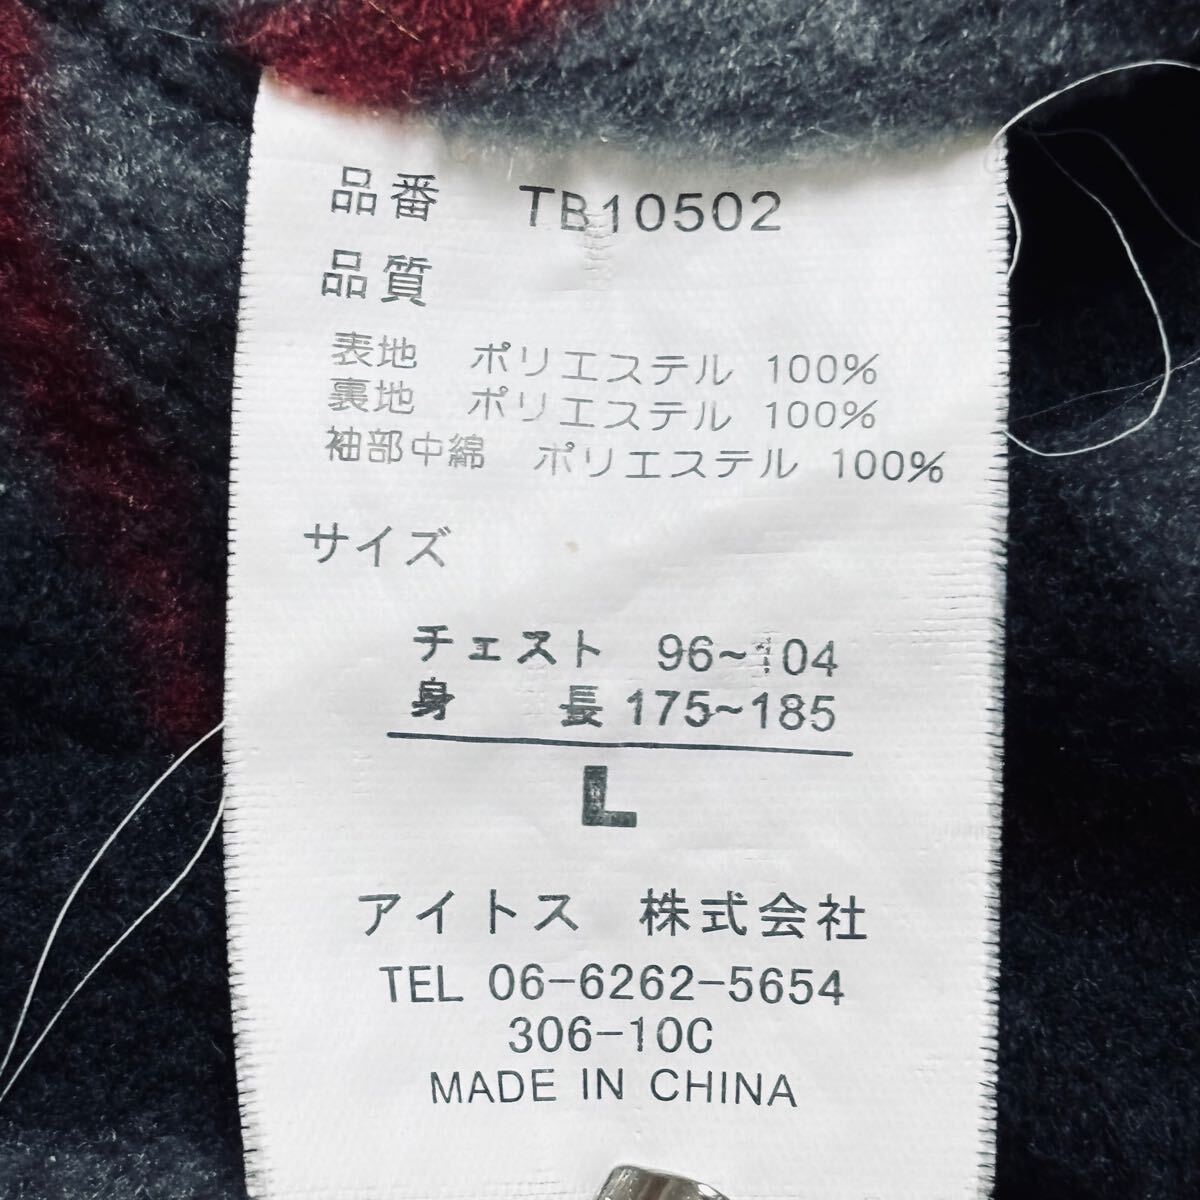 品番 TB10502
品質
表地 ポリエステル 100%
裏地 ポリエステル 100%
袖部中綿 ポリエステル 100%
サイズ
チェスト 96~104
身 長 175~185
L
アイトス 株式会社
TEL 06-6262-5654
306-10C
MADE IN CHINA